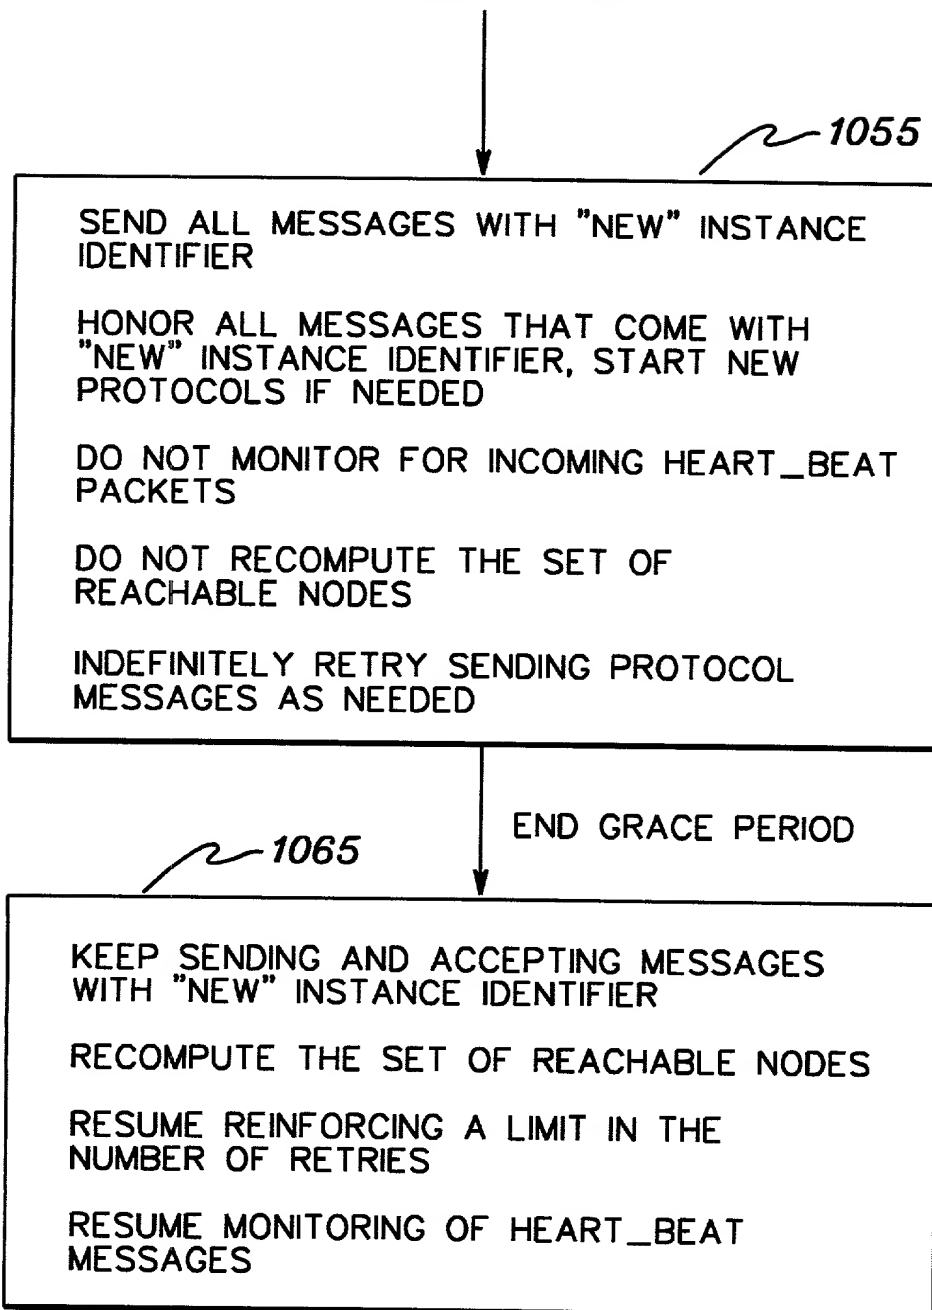 1055
SEND ALL MESSAGES WITH "NEW" INSTANCE
IDENTIFIER
HONOR ALL MESSAGES THAT COME WITH
"NEW" INSTANCE IDENTIFIER, START NEW
PROTOCOLS IF NEEDED
DO NOT MONITOR FOR INCOMING HEART_BEAT
PACKETS
DO NOT RECOMPUTE THE SET OF
REACHABLE NODES
INDEFINITELY RETRY SENDING PROTOCOL
MESSAGES AS NEEDED
END GRACE PERIOD
1065
KEEP SENDING AND ACCEPTING MESSAGES
WITH "NEW" INSTANCE IDENTIFIER
RECOMPUTE THE SET OF REACHABLE NODES
RESUME REINFORCING A LIMIT IN THE
NUMBER OF RETRIES
RESUME MONITORING OF HEART_BEAT
MESSAGES